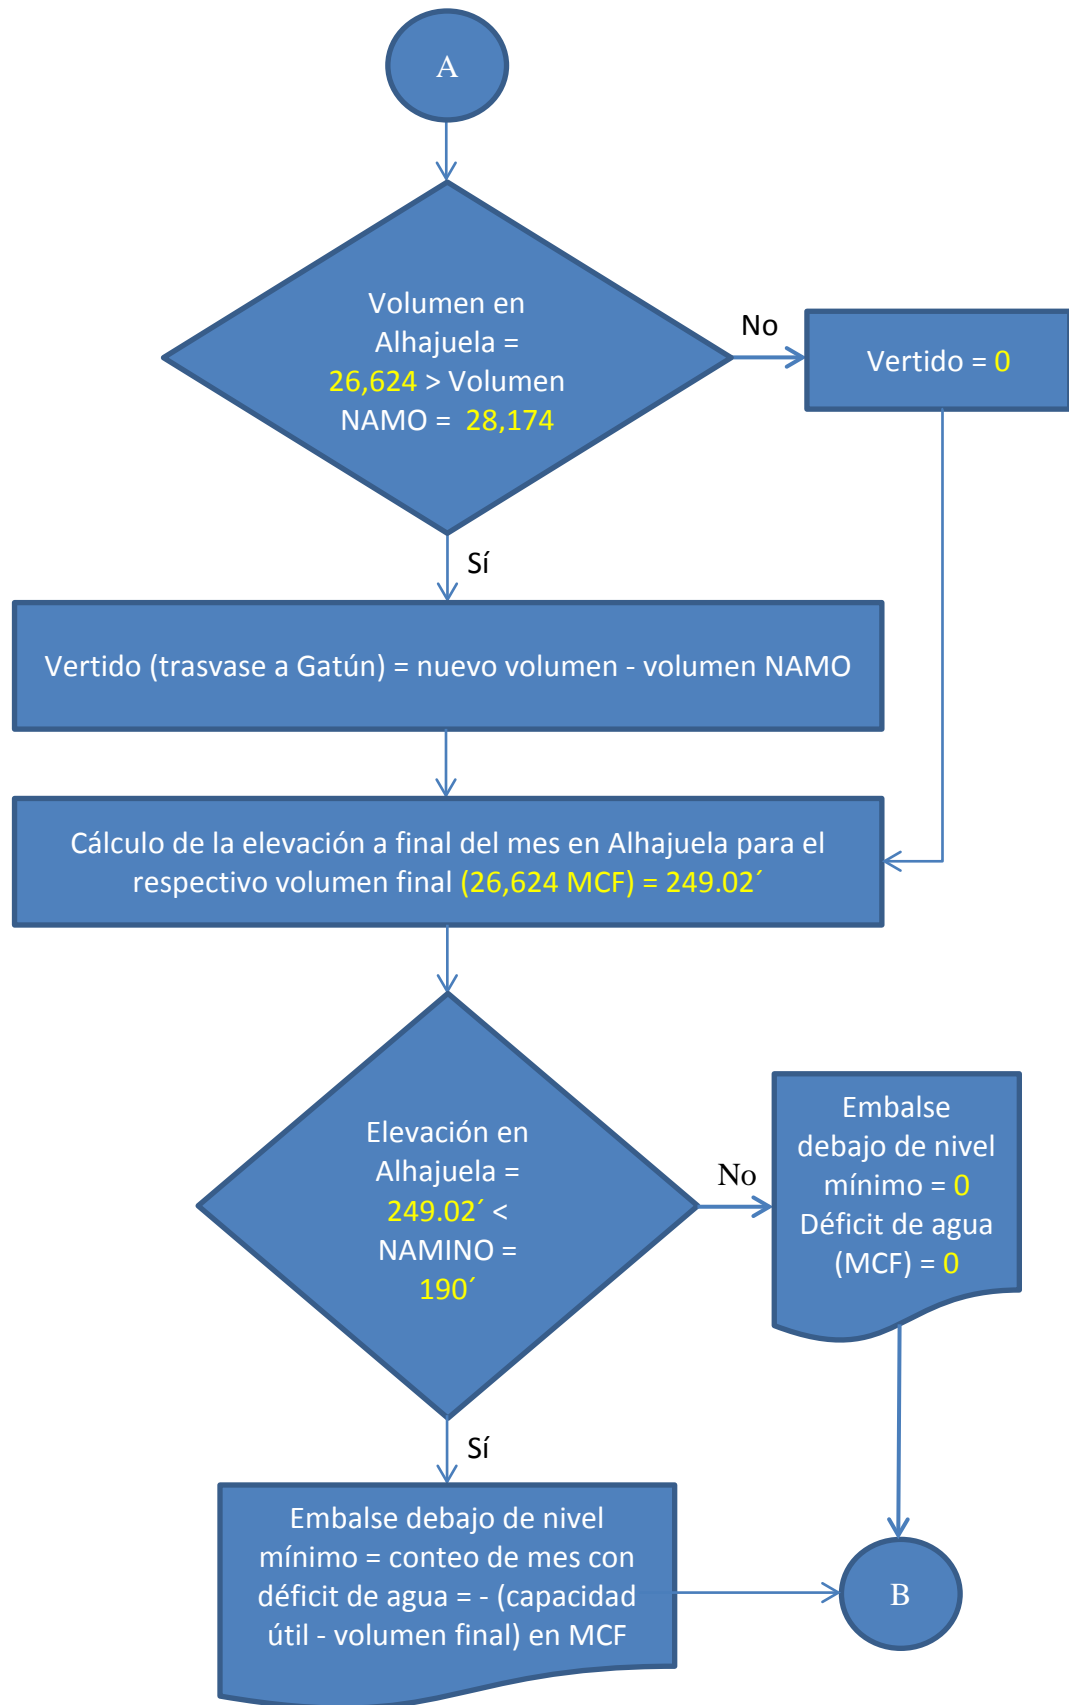 A
Volumen en
Alhajuela =
26,624 > Volumen
NAMO = 28,174
No
Vertido = 0
Sí
Vertido (trasvase a Gatún) = nuevo volumen - volumen NAMO
Cálculo de la elevación a final del mes en Alhajuela para el
respectivo volumen final (26,624 MCF) = 249.02´
Elevación en
Alhajuela =
249.02´ <
NAMINO =
190´
No
Embalse
debajo de nivel
mínimo = 0
Déficit de agua
(MCF) = 0
Sí
Embalse debajo de nivel
mínimo = conteo de mes con
déficit de agua = - (capacidad
útil - volumen final) en MCF
B